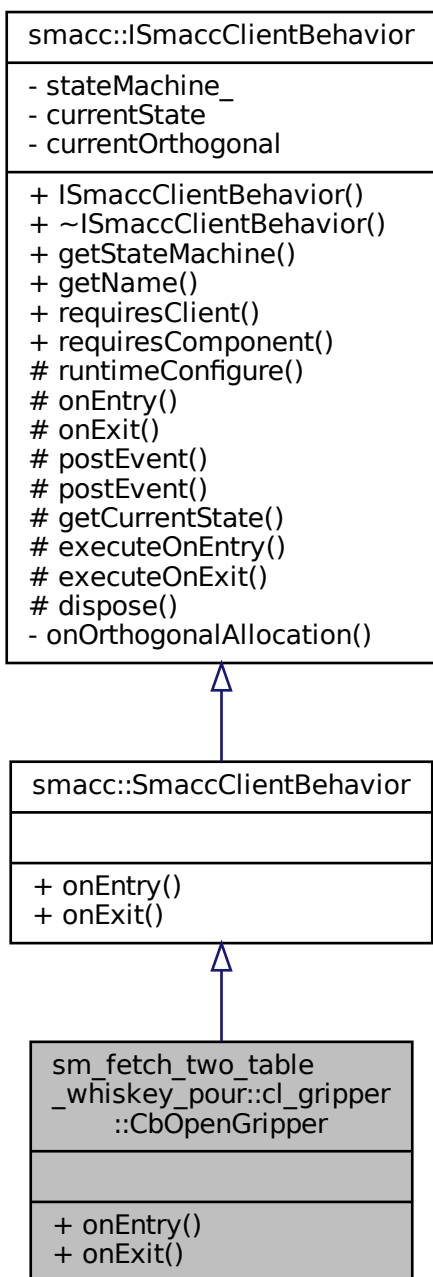 smacc::ISmaccClientBehavior
- stateMachine_
- currentState
- currentOrthogonal
+ ISmaccClientBehavior()
+ ~ISmaccClientBehavior()
+ getStateMachine()
+ getName()
+ requiresClient()
+ requiresComponent()
# runtimeConfigure()
# onEntry()
# onExit()
# postEvent()
# postEvent()
# getCurrentState()
# executeOnEntry()
# executeOnExit()
# dispose()
- onOrthogonalAllocation()
smacc::SmaccClientBehavior
+ onEntry()
+ onExit()
sm_fetch_two_table
_whiskey_pour::cl_gripper
::CbOpenGripper
+ onEntry()
+ onExit()